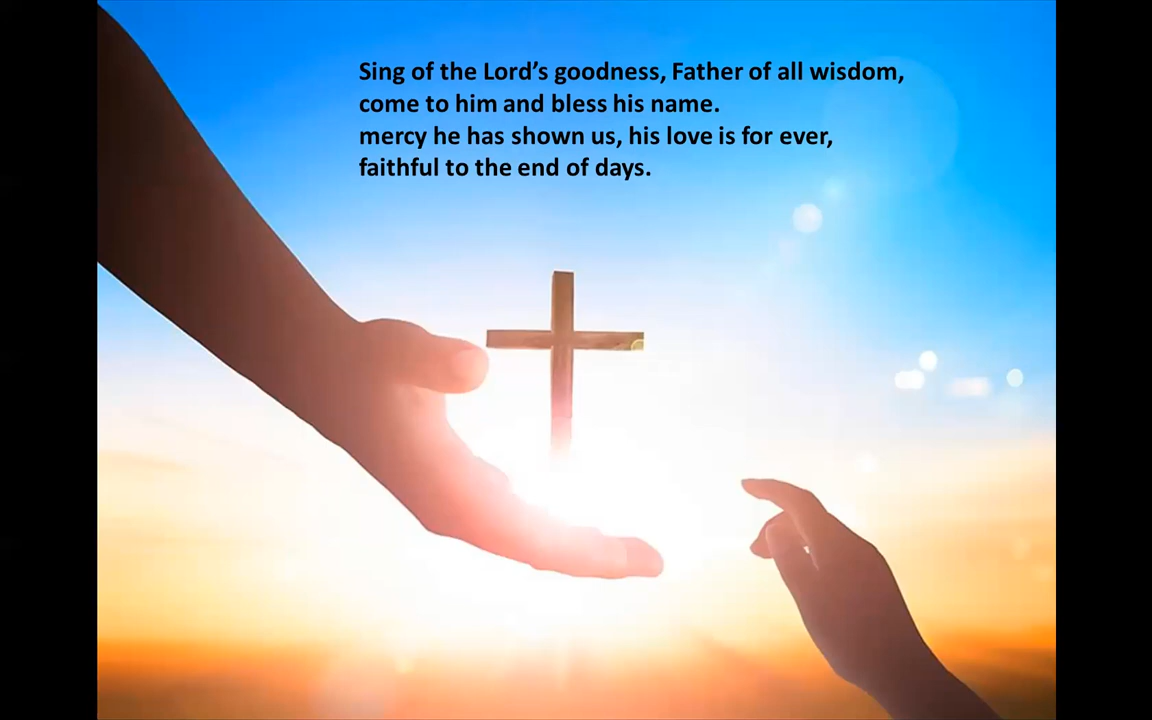 Sing of the Lord’s goodness, Father of all wisdom,
come to him and bless his name.
mercy he has shown us, his love is for ever,
faithful to the end of days.